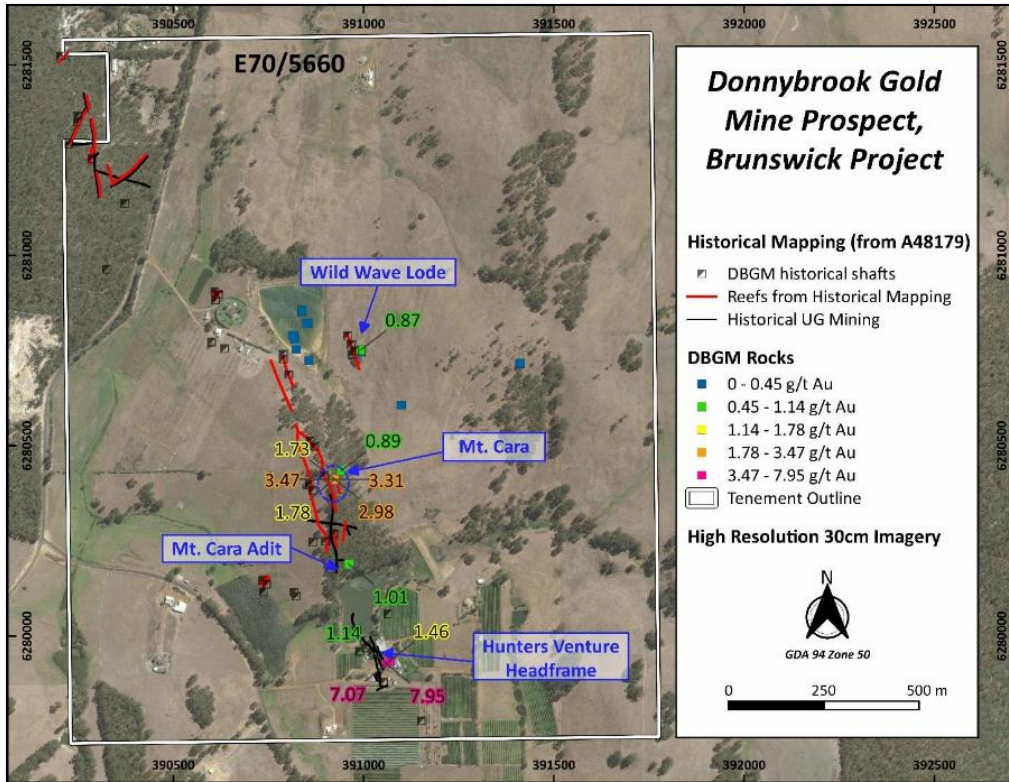 390500
391000
391500
392000
392500
6281500
6281500
E70/5660
Donnybrook Gold
Mine Prospect,
Brunswick Project
6281000
6281000
Wild Wave Lode
0.87
Historical Mapping (from A48179)
DBGM historical shafts
Reefs from Historical Mapping
Historical UG Mining
DBGM Rocks
0 - 0.45 g/t Au
0.45 - 1.14 g/t Au
1.14 - 1.78 g/t Au
1.78 - 3.47 g/t Au
3.47 - 7.95 g/t Au
Tenement Outline
High Resolution 30cm Imagery
6280500
6280500
1.73
0.89
Mt. Cara
3.47
3.31
1.78
2.98
Mt. Cara Adit
1.01
1.14
1.46
Hunters Venture
Headframe
7.07
7.95
6280000
6280000
N
GDA 94 Zone 50
0
250
500 m
390500
391000
391500
392000
392500